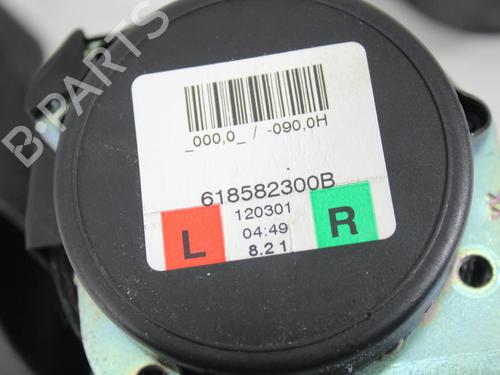 B-PARTS
_000,0_ / -090,0H
618582300B
120301
L
R
04:49
8.2 1